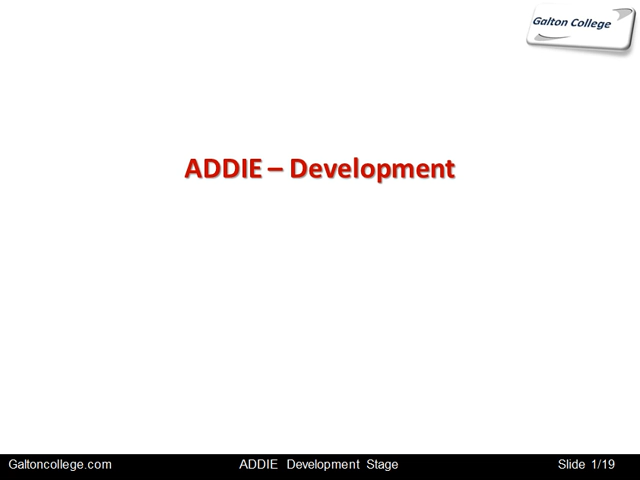 Galton College
ADDIE – Development
Galtoncollege.com ADDIE Development Stage Slide 1/19